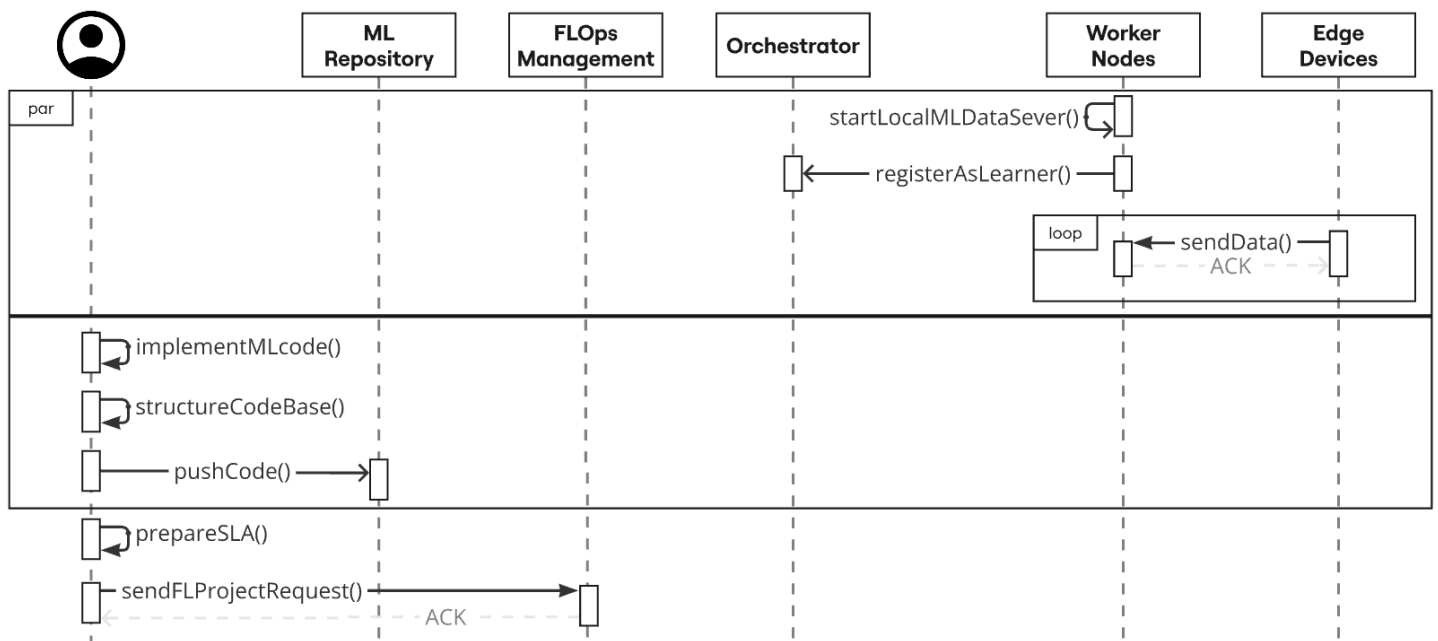 ML
Repository
FLOps
Management
Orchestrator
Worker
Nodes
Edge
Devices
par
startLocalMLDataSever()
registerAsLearner()
loop
sendData()
ACK
implementMLcode()
structureCodeBase()
pushCode()
prepareSLA()
sendFLProjectRequest()
ACK